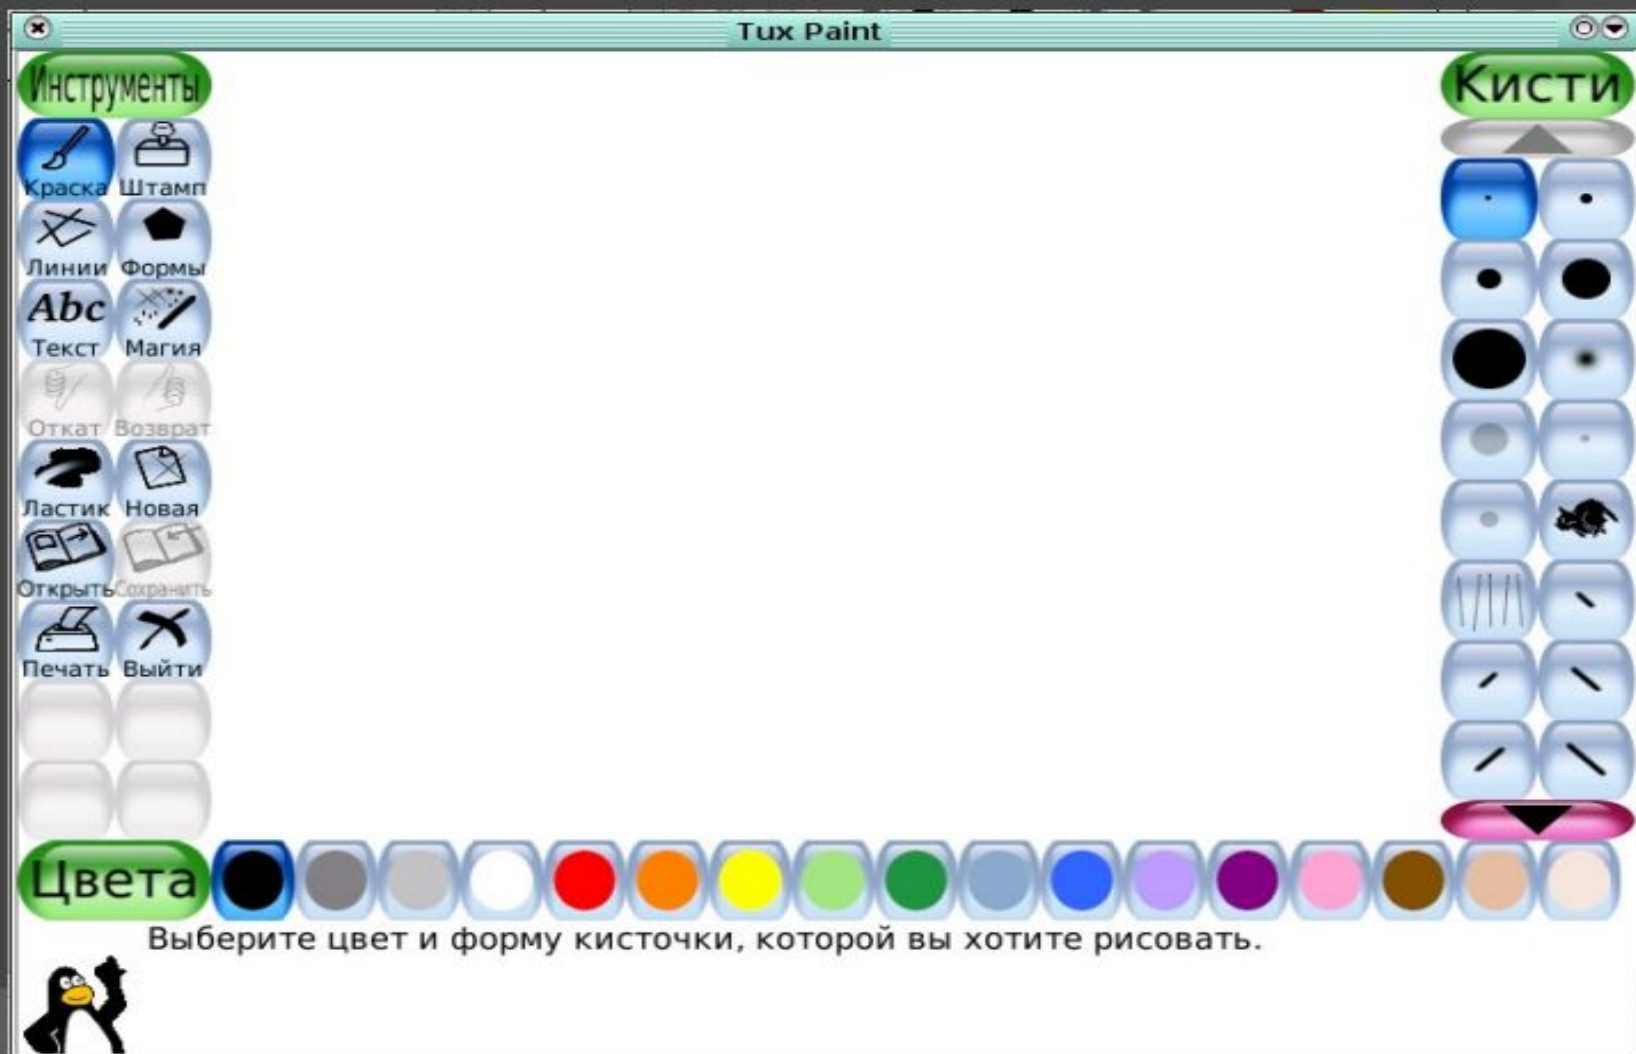 Tux Paint
Инструменты
Кисти
Краска Штамп
Линии Формы
Abc
Текст Магия
Откат Возврат
Ластик Новая
Открыть Сохранить
Печать Выйти
Цвета
Выберите цвет и форму кисточки, которой вы хотите рисовать.